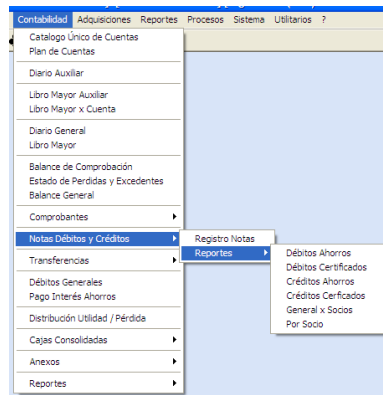 Contabilidad Adquisiciones Reportes Procesos Sistema Utilitarios ?
Catalogo Único de Cuentas
Plan de Cuentas
Diario Auxiliar
Libro Mayor Auxiliar
Libro Mayor x Cuenta
Diario General
Libro Mayor
Balance de Comprobación
Estado de Perdidas y Excedentes
Balance General
Comprobantes
Notas Débitos y Créditos
Transferencias
Débitos Generales
Pago Interés Ahorros
Distribución Utilidad / Pérdida
Cajas Consolidadas
Anexos
Reportes
Registro Notas
Reportes
Débitos Ahorros
Débitos Certificados
Créditos Ahorros
Créditos Cerficados
General x Socios
Por Socio